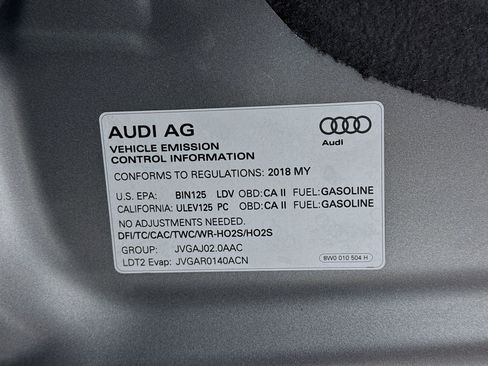 AUDI AG
Audi
VEHICLE EMISSION
CONTROL INFORMATION
CONFORMS TO REGULATIONS: 2018 MY
U.S. EPA: BIN125 LDV OBD:CA II FUEL:GASOLINE
CALIFORNIA: ULEV125 PC OBD:CA II FUEL:GASOLINE
NO ADJUSTMENTS NEEDED.
DFI/TC/CAC/TWC/WR-HO2S/HO2S
GROUP: JVGAJ02.0AAC
LDT2 Evap: JVGAR0140ACN
8W0 010 504 H